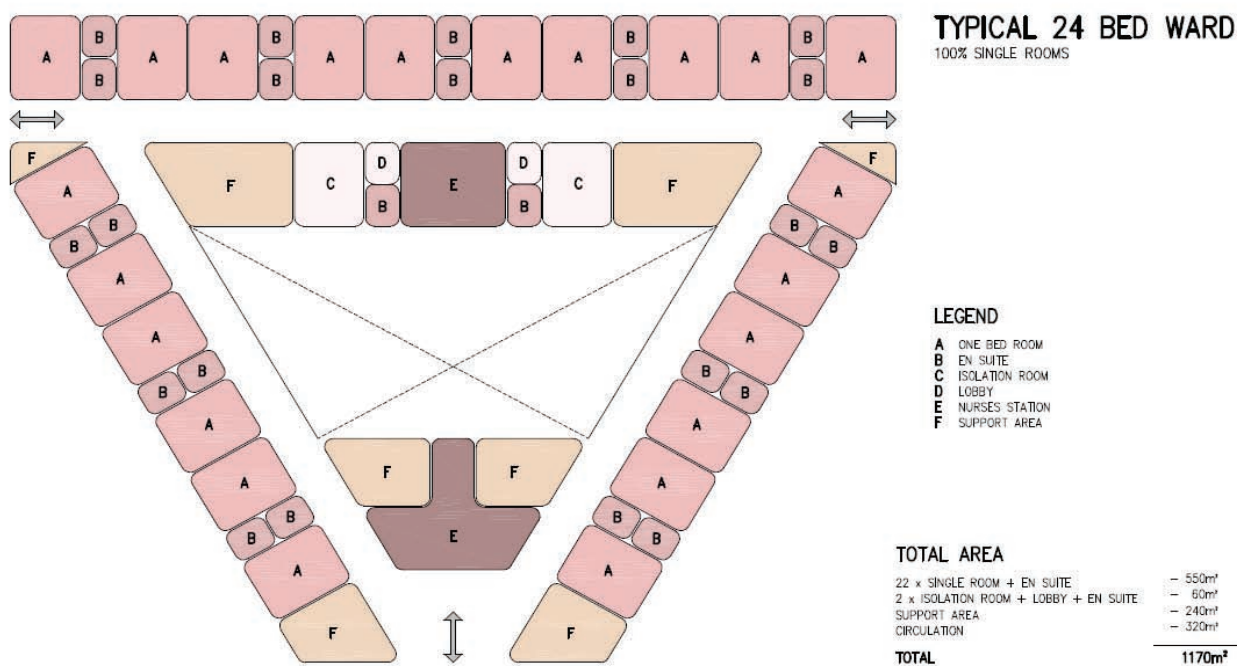 TYPICAL 24 BED WARD
100% SINGLE ROOMS
B B B B B
A A A A A A A A A A
B B B B B
F D D F
F C E C F
A B B A
B B
B B
A A
A A
B B
B B
A A
F F
A A
B B
B B
E
A A
F F
LEGEND
A ONE BED ROOM
B EN SUITE
C ISOLATION ROOM
D LOBBY
E NURSES STATION
F SUPPORT AREA
TOTAL AREA
22 x SINGLE ROOM + EN SUITE - 550m²
2 x ISOLATION ROOM + LOBBY + EN SUITE - 60m²
SUPPORT AREA - 240m²
CIRCULATION - 320m²
TOTAL 1170m²